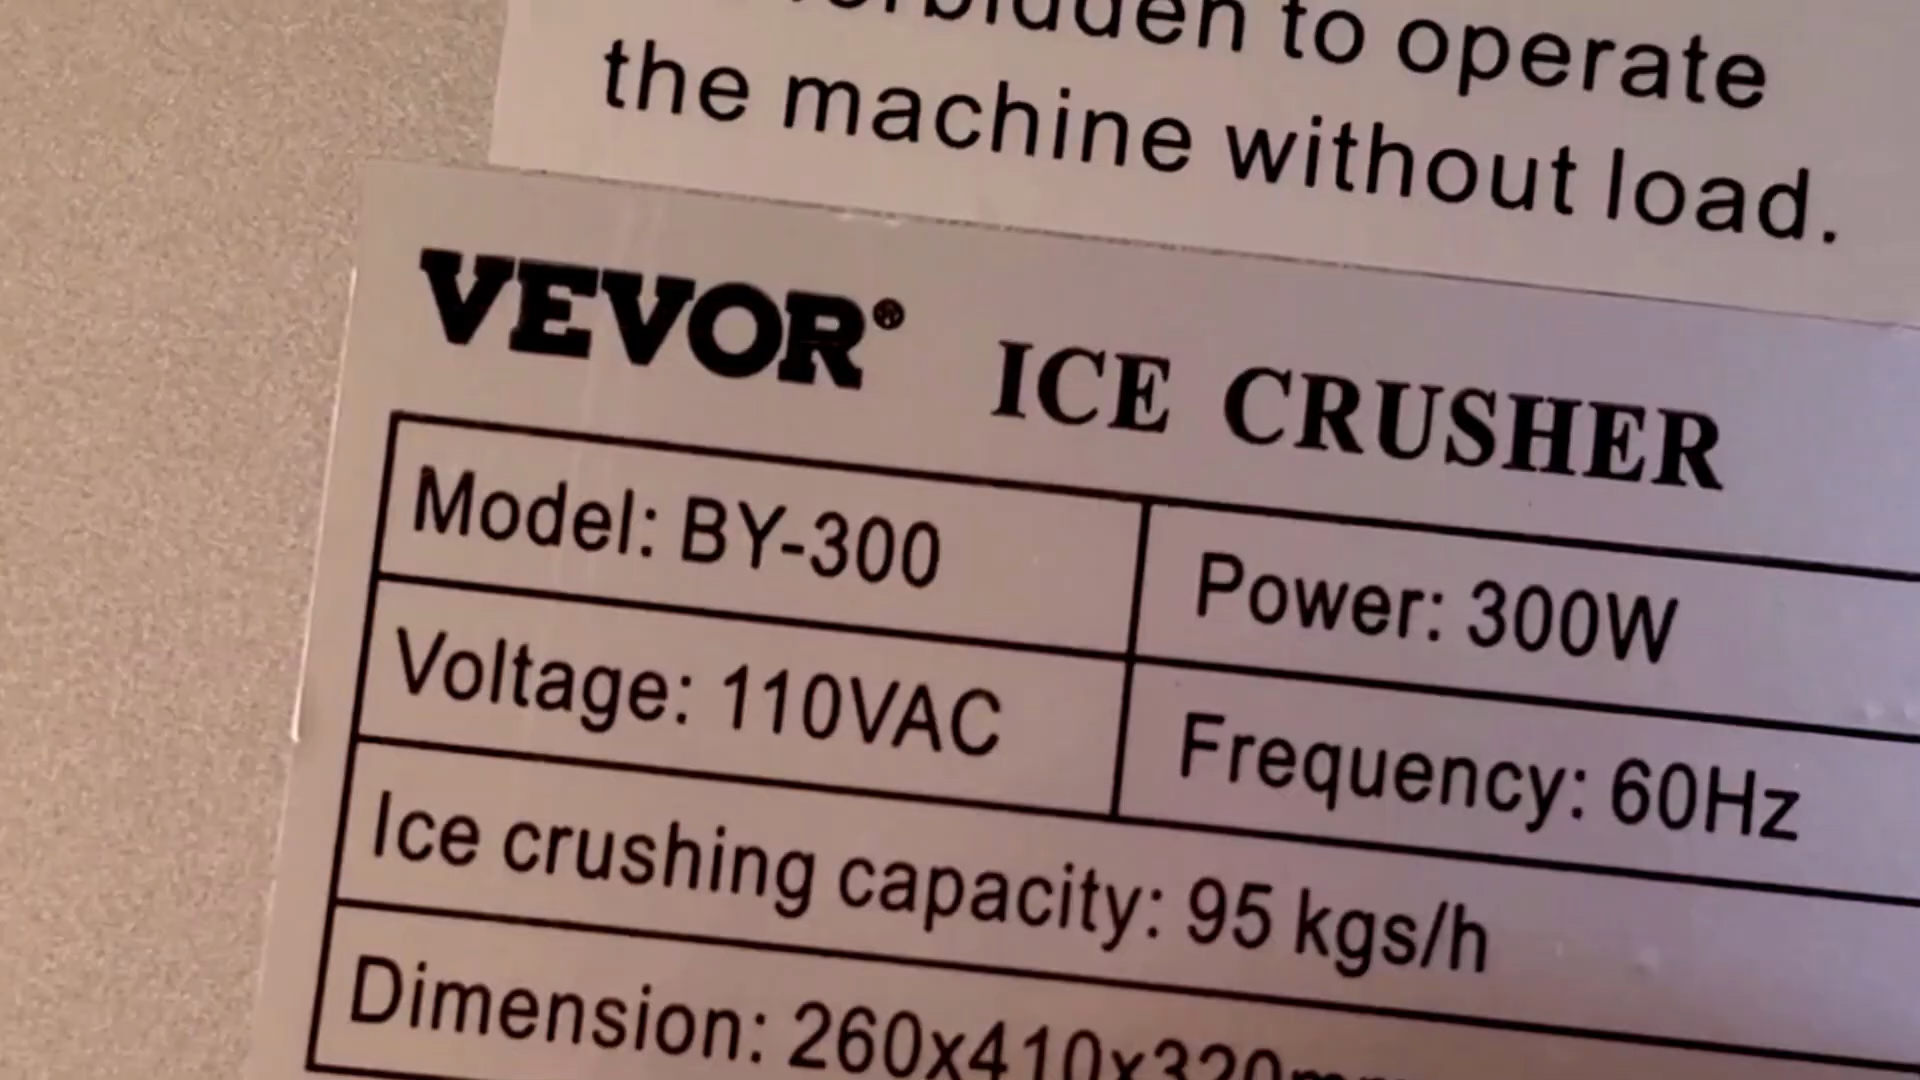 to operate
the machine without load.
VEVOR® ICE CRUSHER
Model: BY-300 Power: 300W
Voltage: 110VAC Frequency: 60Hz
Ice crushing capacity: 95 kgs/h
Dimension: 260x410x320